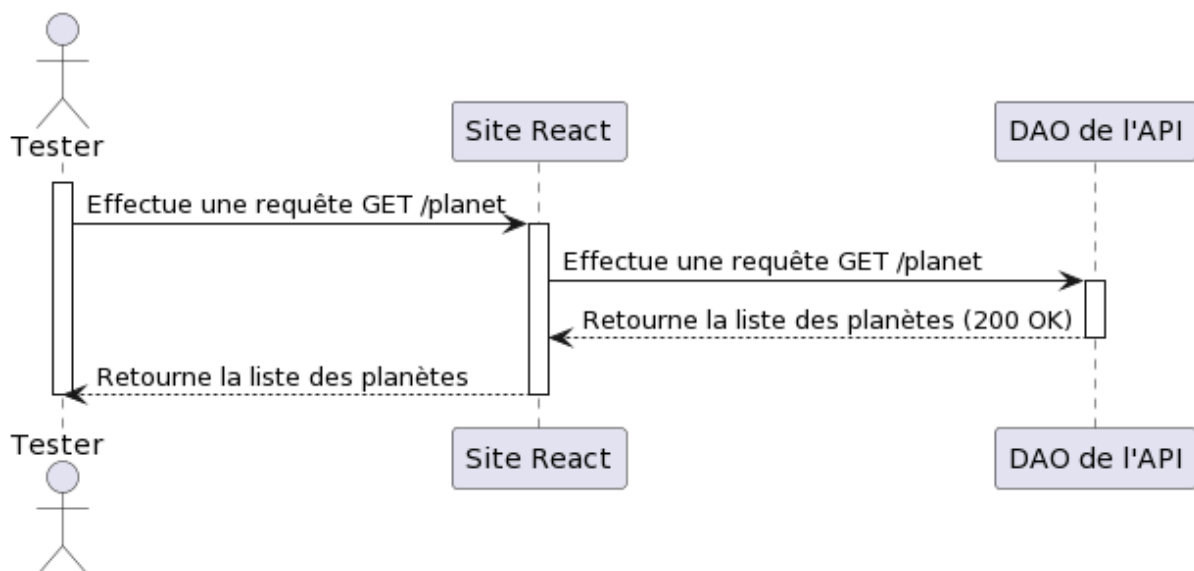 Tester
Site React
DAO de l'API
Effectue une requête GET /planet
Effectue une requête GET /planet
Retourne la liste des planètes (200 OK)
Retourne la liste des planètes
Tester
Site React
DAO de l'API